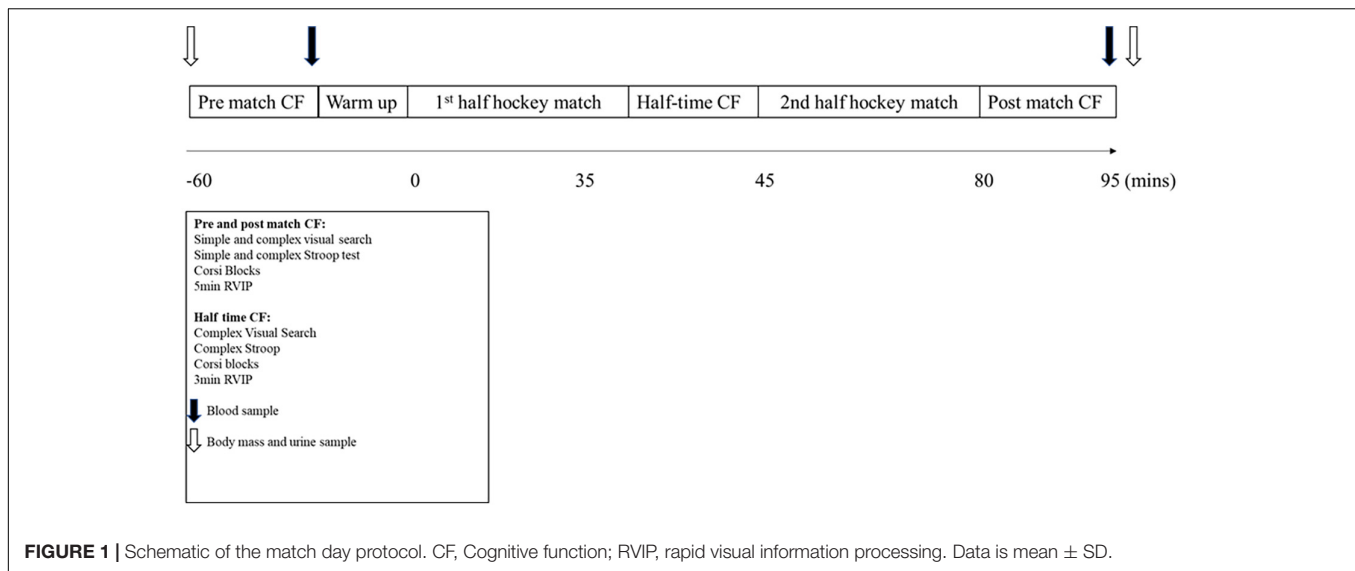 Pre match CF Warm up 1st half hockey match Half-time CF 2nd half hockey match Post match CF
-60 0 35 45 80 95 (mins)
Pre and post match CF:
Simple and complex visual search
Simple and complex Stroop test
Corsi Blocks
5min RVIP
Half time CF:
Complex Visual Search
Complex Stroop
Corsi blocks
3min RVIP
Blood sample
Body mass and urine sample
FIGURE 1 | Schematic of the match day protocol. CF, Cognitive function; RVIP, rapid visual information processing. Data is mean ± SD.